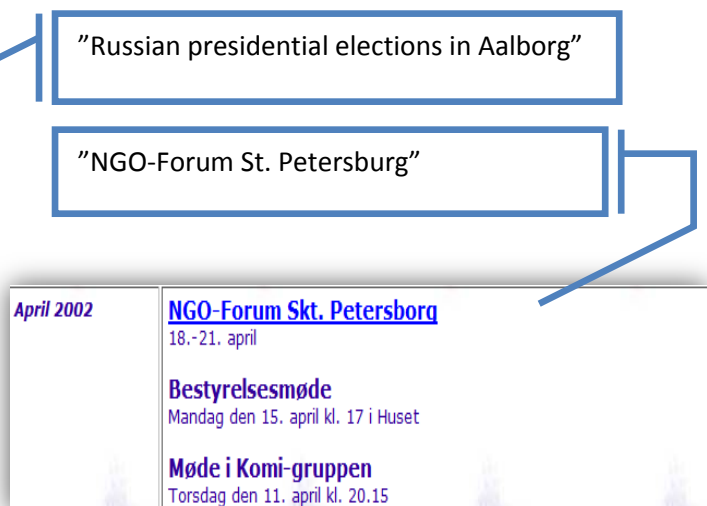 ”Russian presidential elections in Aalborg”
”NGO-Forum St. Petersburg”
April 2002
NGO-Forum Skt. Petersborg
18.-21. april
Bestyrelsesmøde
Mandag den 15. april kl. 17 i Huset
Møde i Komi-gruppen
Torsdag den 11. april kl. 20.15